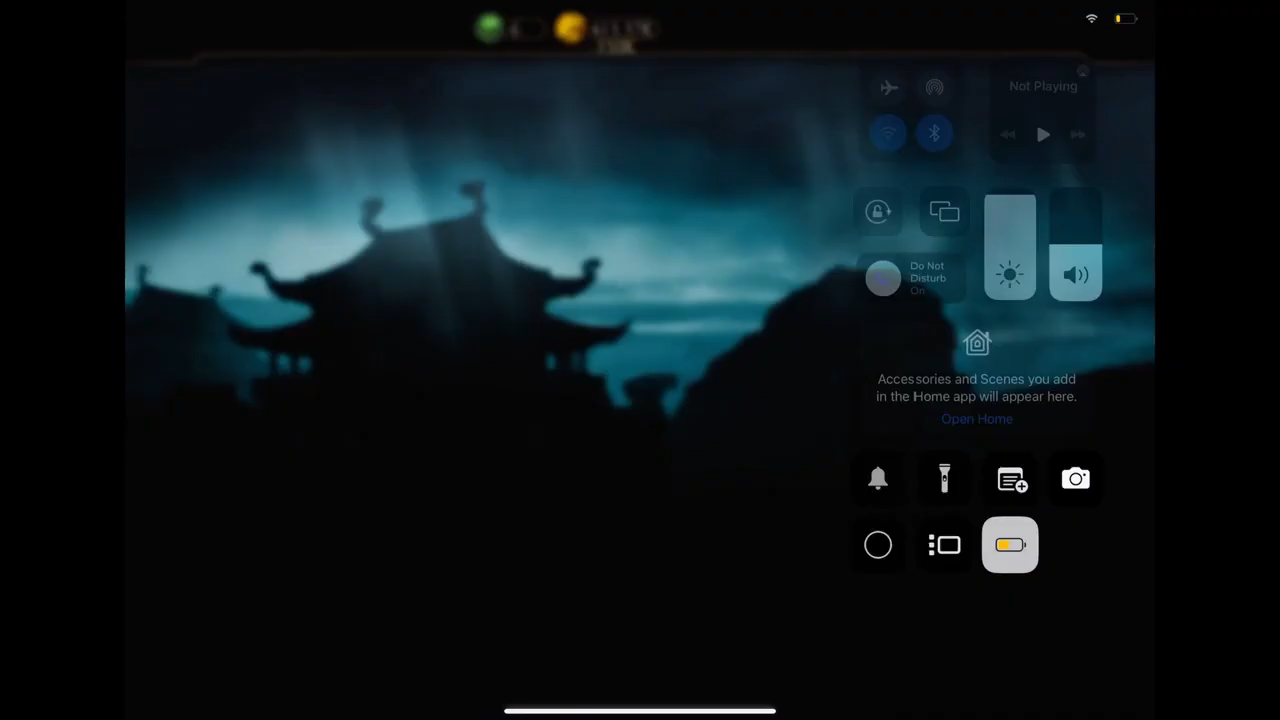 Not Playing
Do Not
Disturb
On
Accessories and Scenes you add
in the Home app will appear here.
Open Home